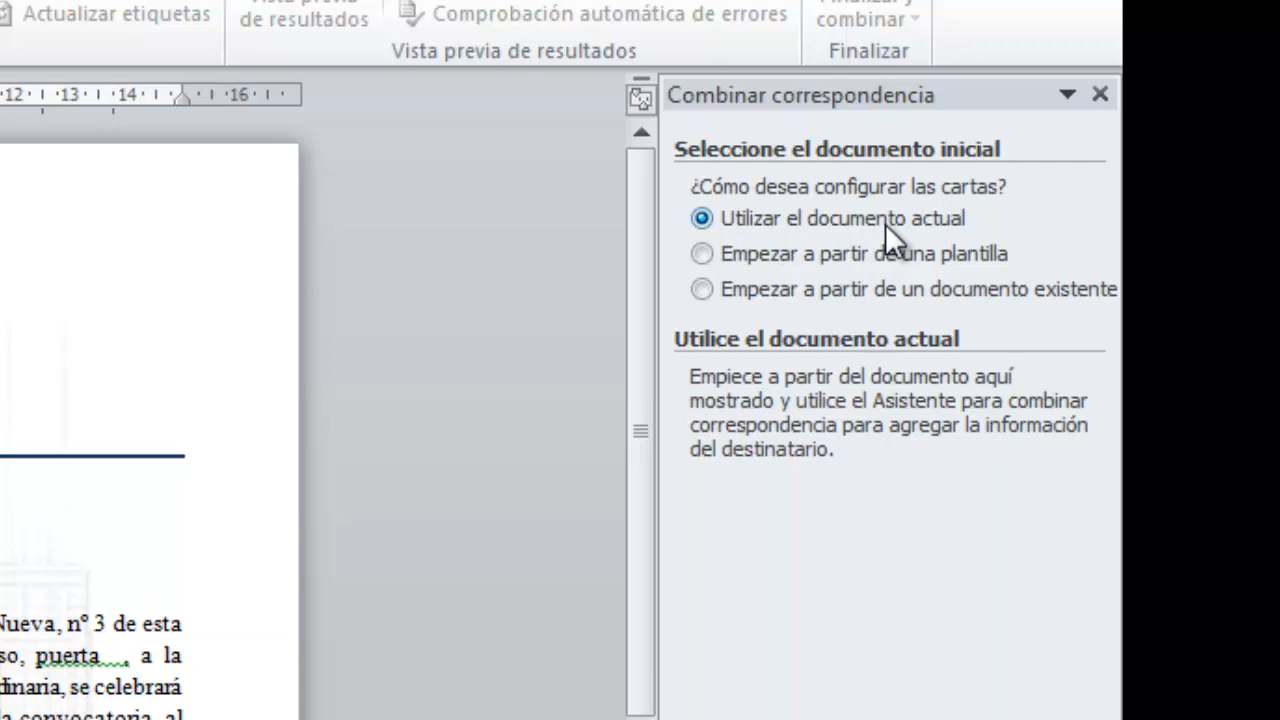 Actualizar etiquetas
Vista previa
de resultados
Comprobación automática de errores
Finalizar y
combinar
Vista previa de resultados
Finalizar
12 13 14 16
Combinar correspondencia
Seleccione el documento inicial
¿Cómo desea configurar las cartas?
Utilizar el documento actual
Empezar a partir de una plantilla
Empezar a partir de un documento existente
Utilice el documento actual
Empiece a partir del documento aquí
mostrado y utilice el Asistente para combinar
correspondencia para agregar la información
del destinatario.
Nueva, nº 3 de esta
so, puerta , a la
dinaria, se celebrará
la convocatoria, al